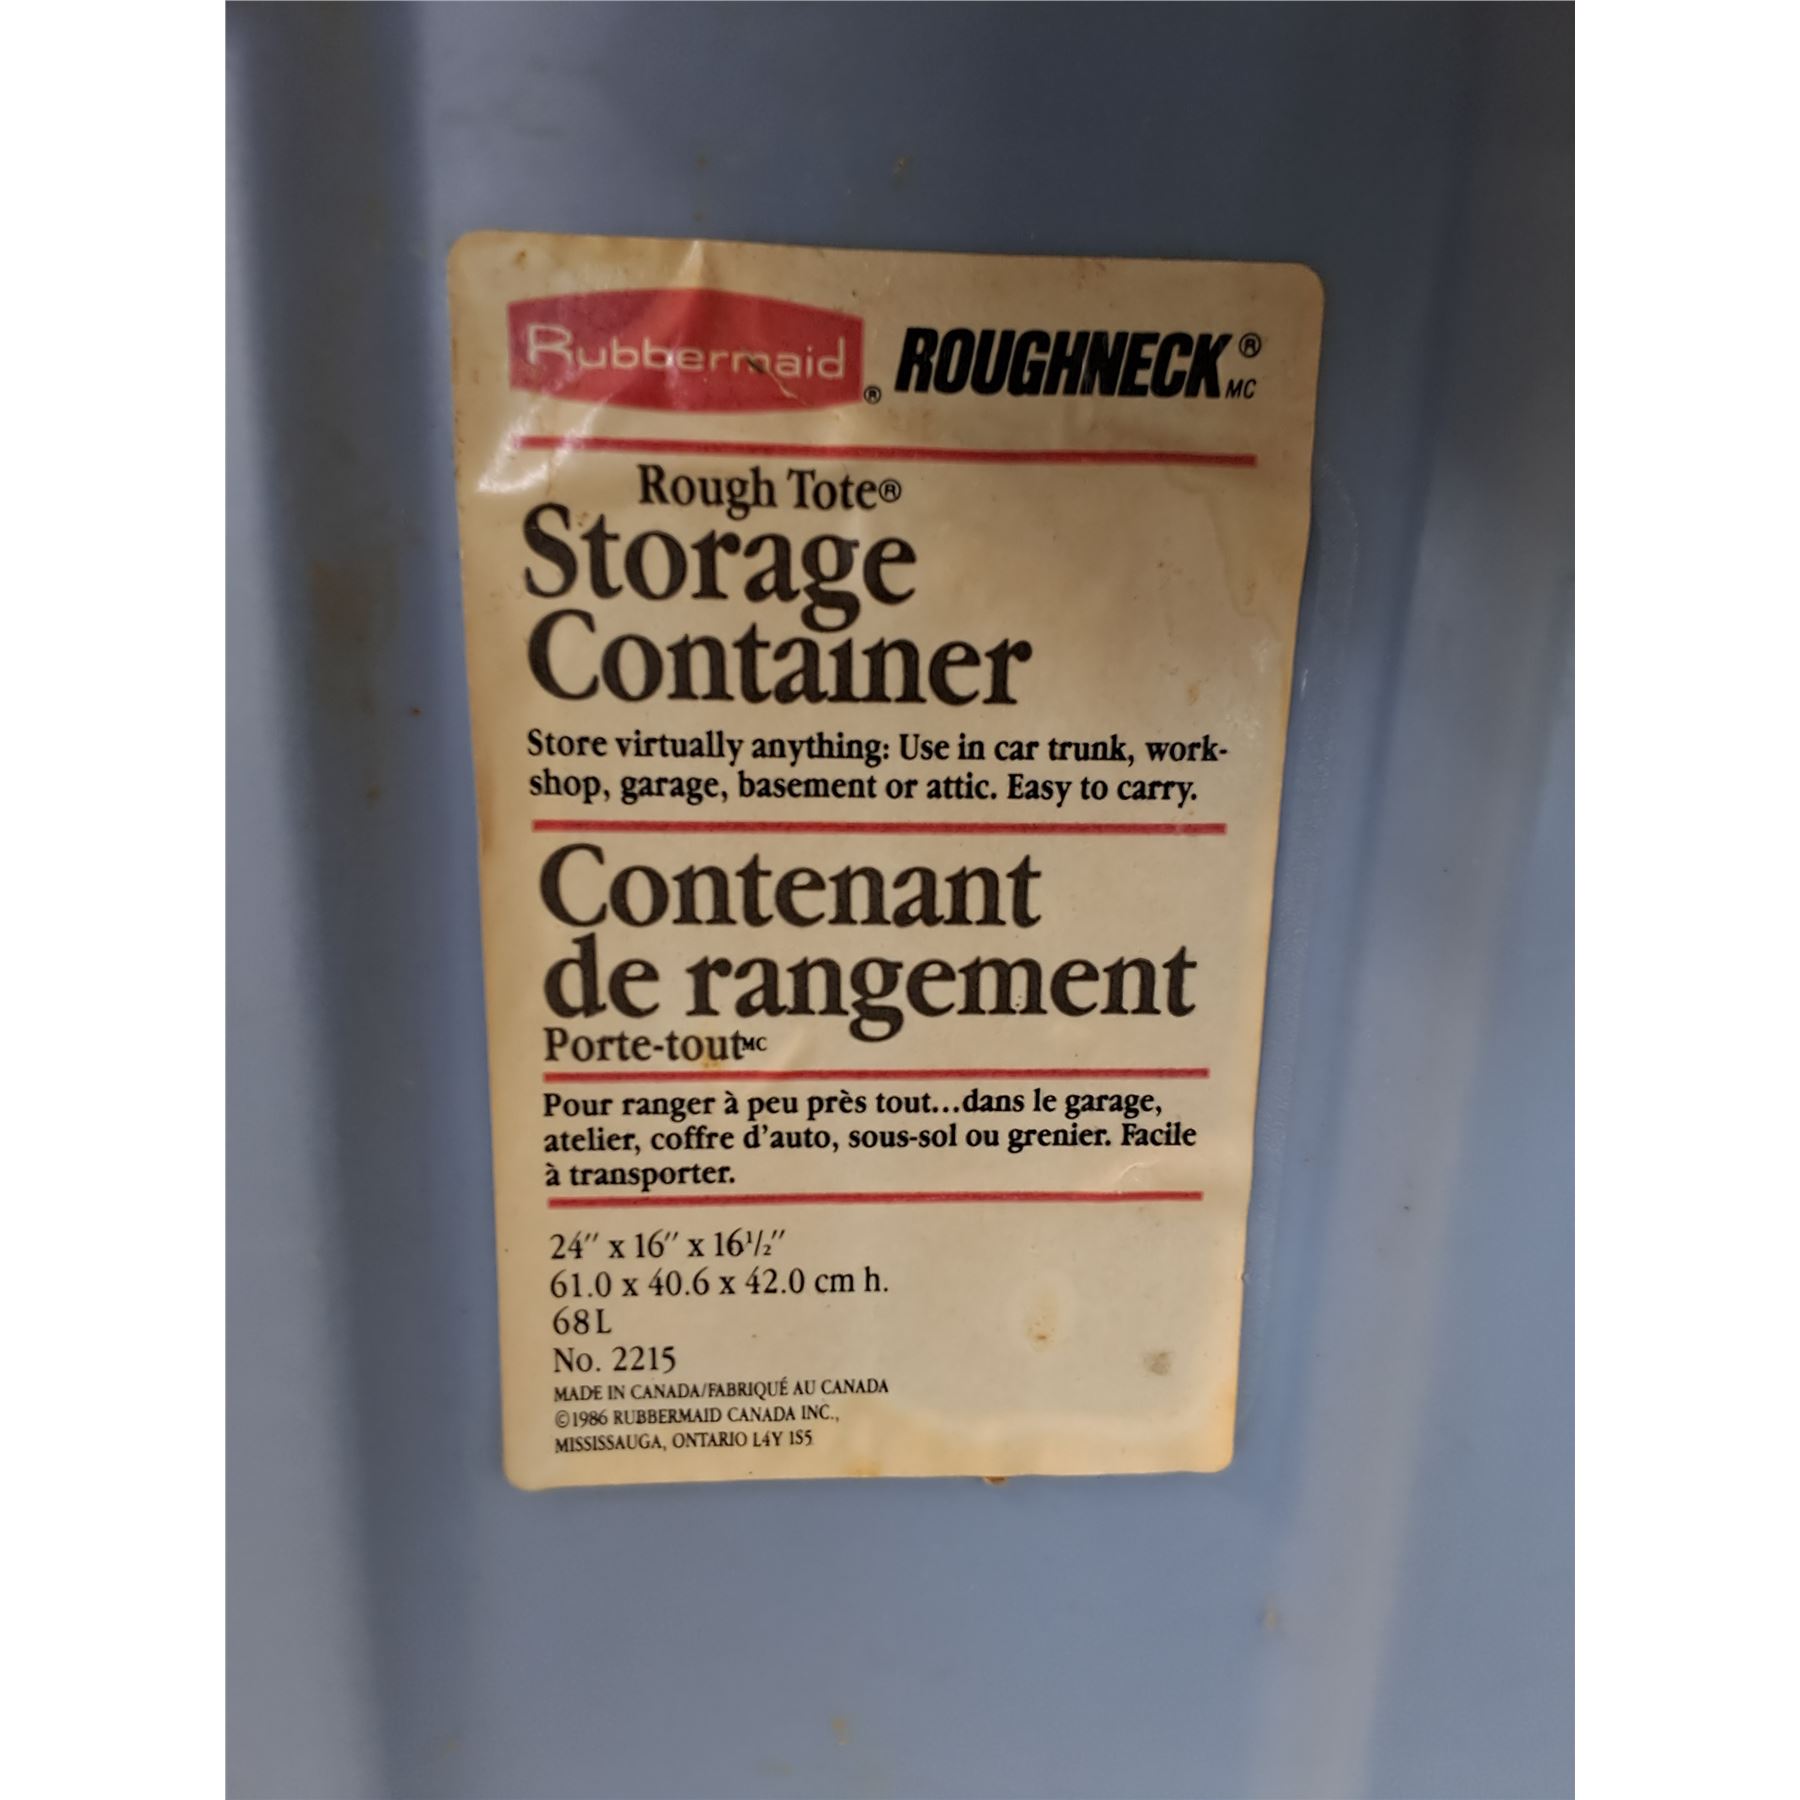 Rubbermaid® ROUGHNECK®MC
Rough Tote®
Storage
Container
Store virtually anything: Use in car trunk, work-
shop, garage, basement or attic. Easy to carry.
Contenant
de rangement
Porte-toutMC
Pour ranger à peu près tout...dans le garage,
atelier, coffre d'auto, sous-sol ou grenier. Facile
à transporter.
24" x 16" x 16½"
61.0 x 40.6 x 42.0 cm h.
68 L
No. 2215
MADE IN CANADA/FABRIQUÉ AU CANADA
©1986 RUBBERMAID CANADA INC.,
MISSISSAUGA, ONTARIO L4Y 1S5